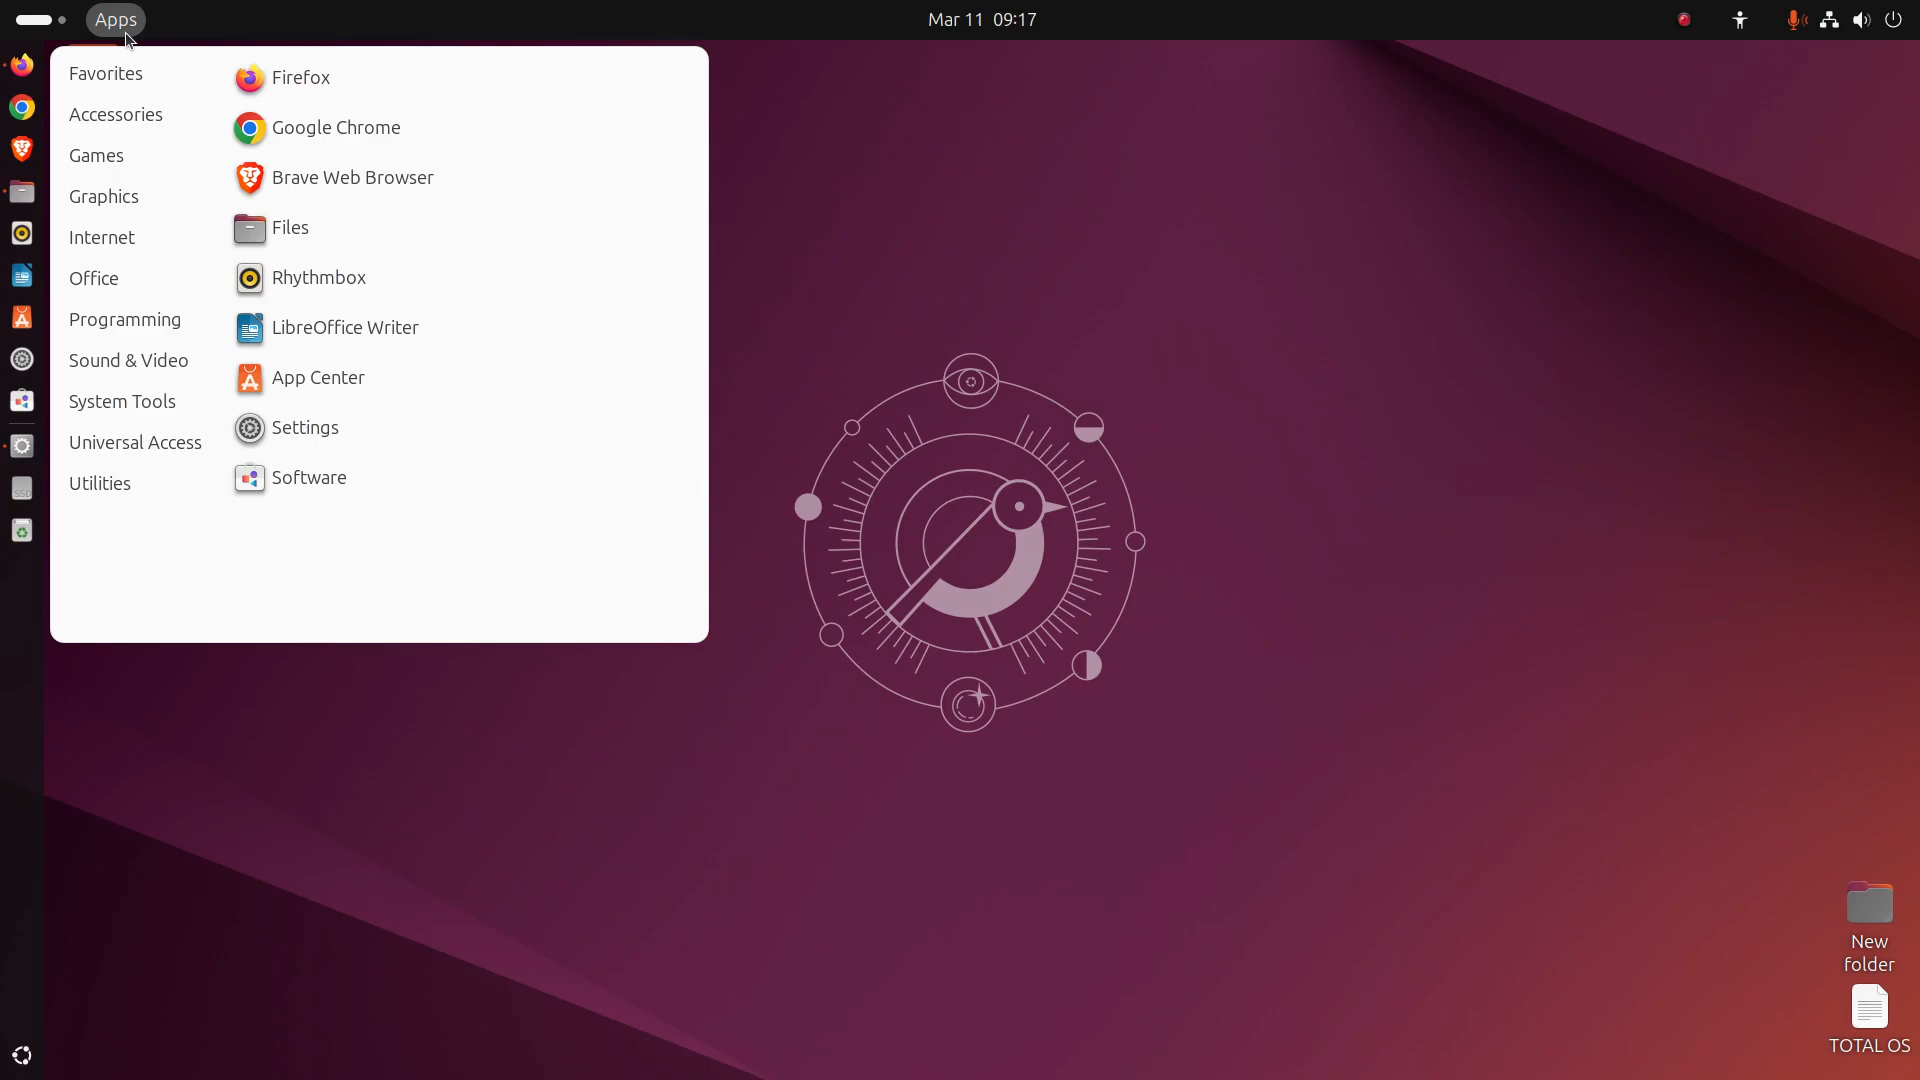 Apps
Mar 11 09:17
Favorites
Accessories
Games
Graphics
Internet
Office
Programming
Sound & Video
System Tools
Universal Access
Utilities
Firefox
Google Chrome
Brave Web Browser
Files
Rhythmbox
LibreOffice Writer
App Center
Settings
Software
SSD
New
folder
TOTAL OS